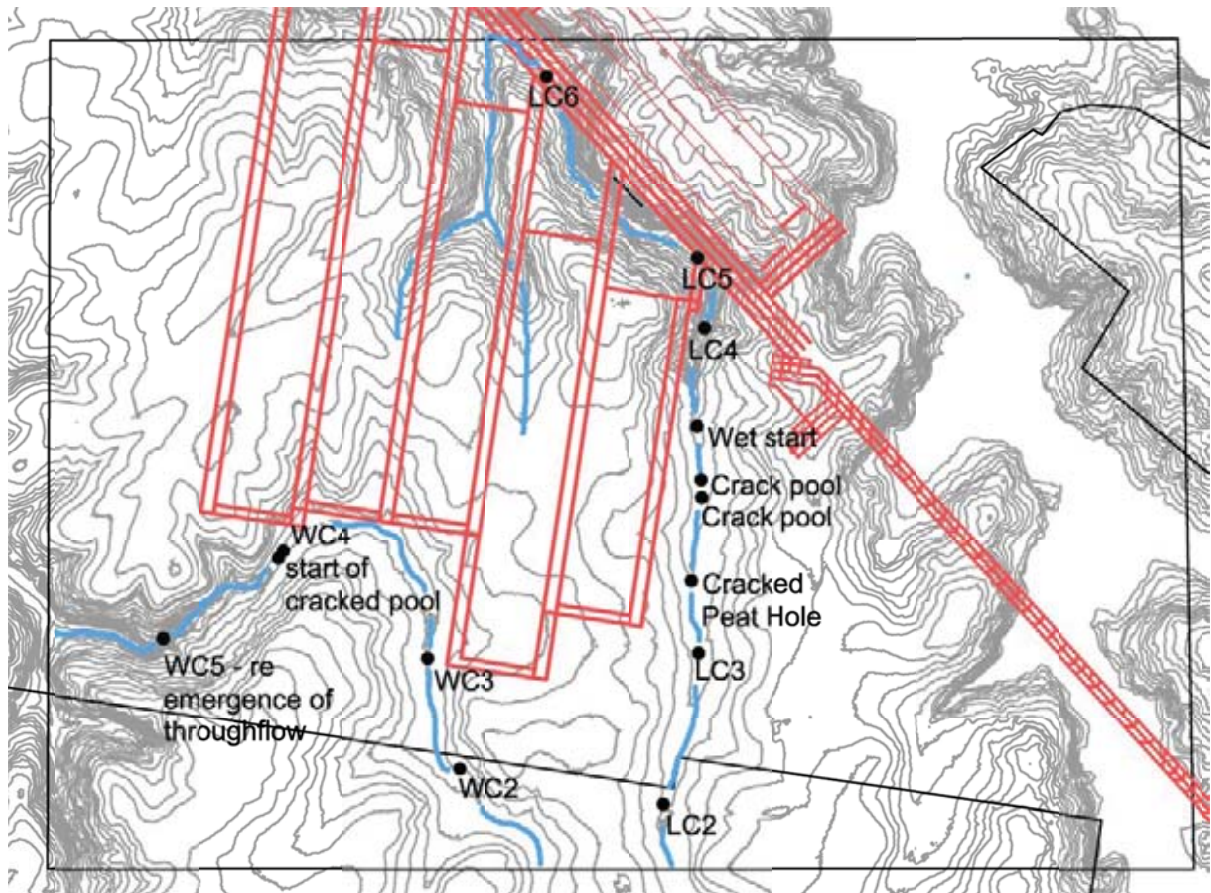 LC6
LC5
LC4
Wet start
Crack pool
Crack pool
WC4
start of
cracked pool
Cracked
Peat Hole
WC5 - re
emergence of
throughflow
WC3
LC3
WC2
LC2